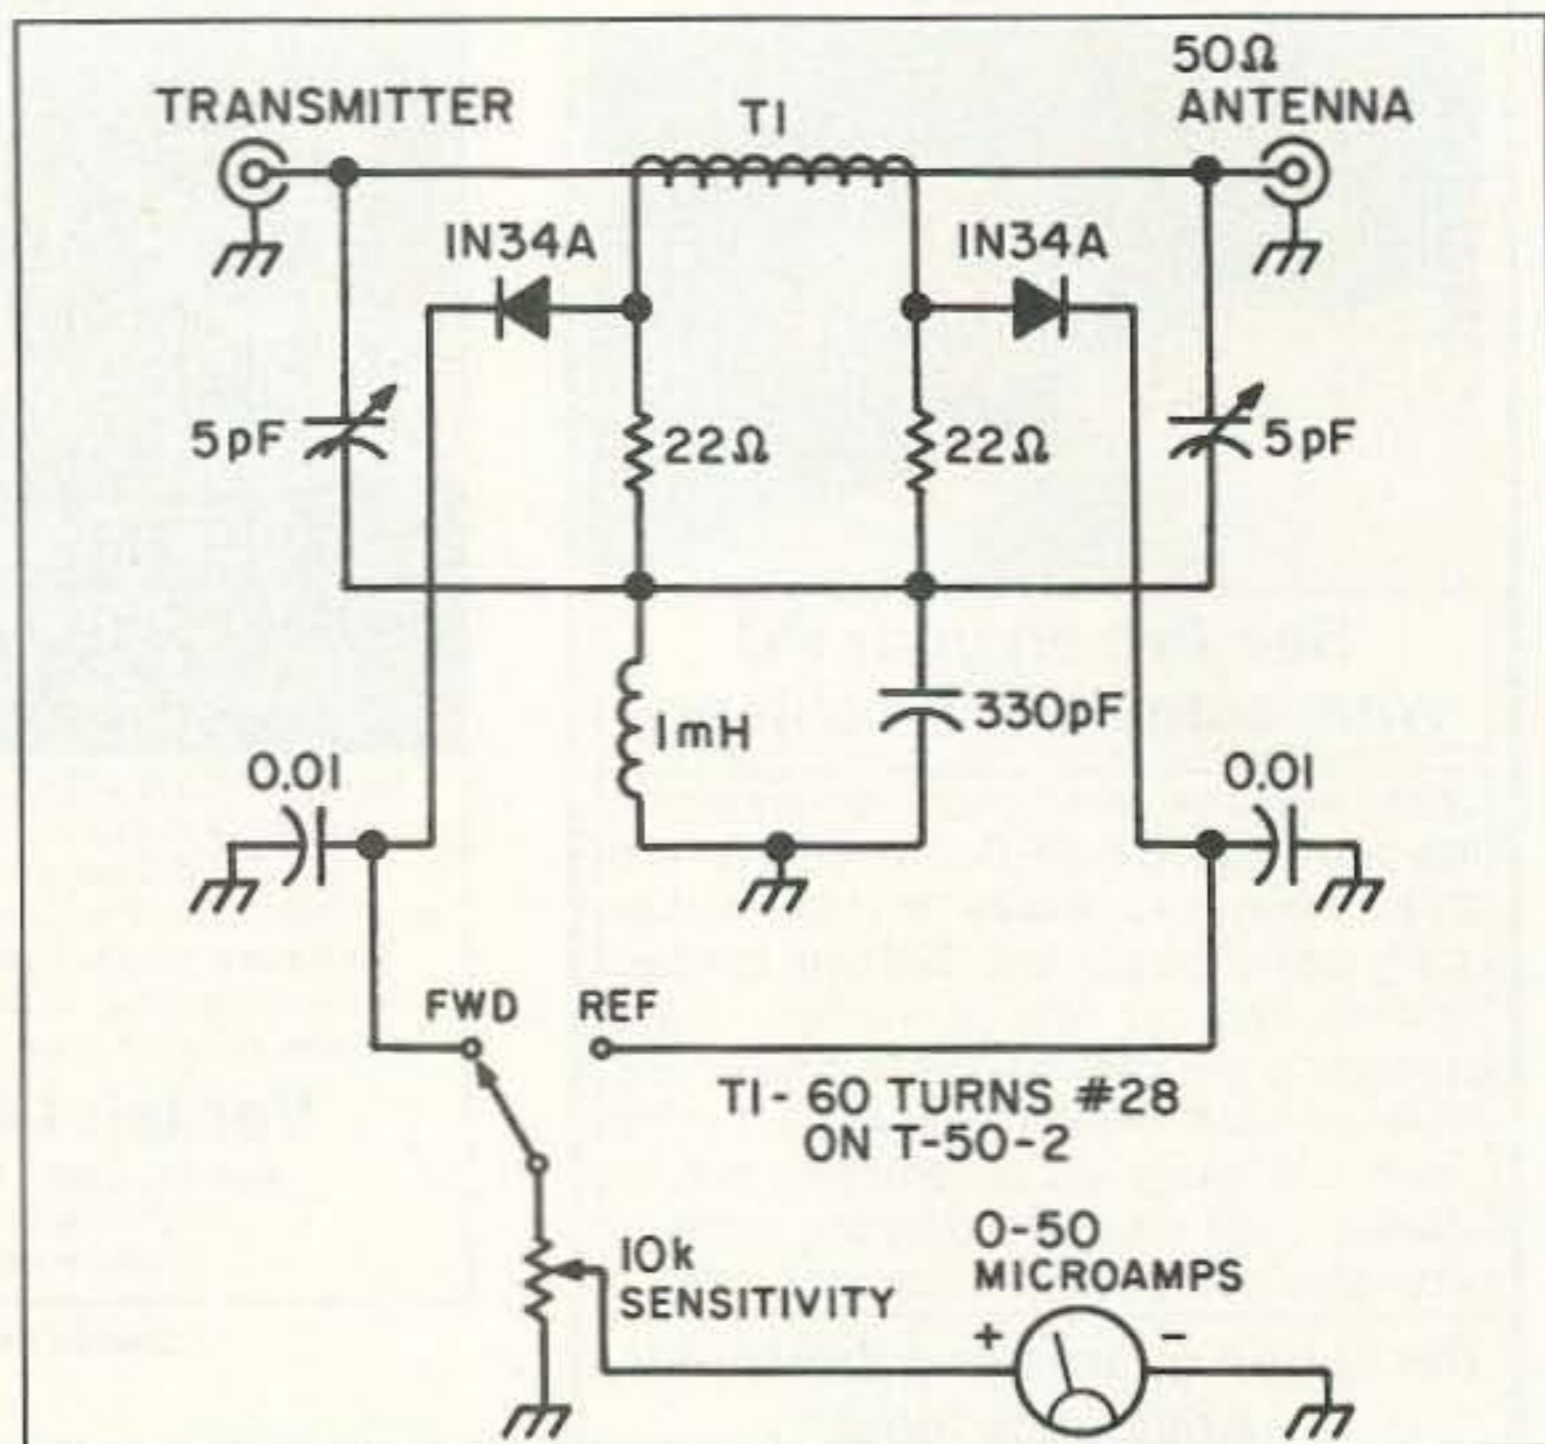 TRANSMITTER
50Ω
ANTENNA
T1
IN34A
IN34A
5pF
22Ω
22Ω
5pF
1mH
330pF
0.01
0.01
FWD
REF
T1-60 TURNS #28
ON T-50-2
10k
SENSITIVITY
0-50
MICROAMPS
+
-